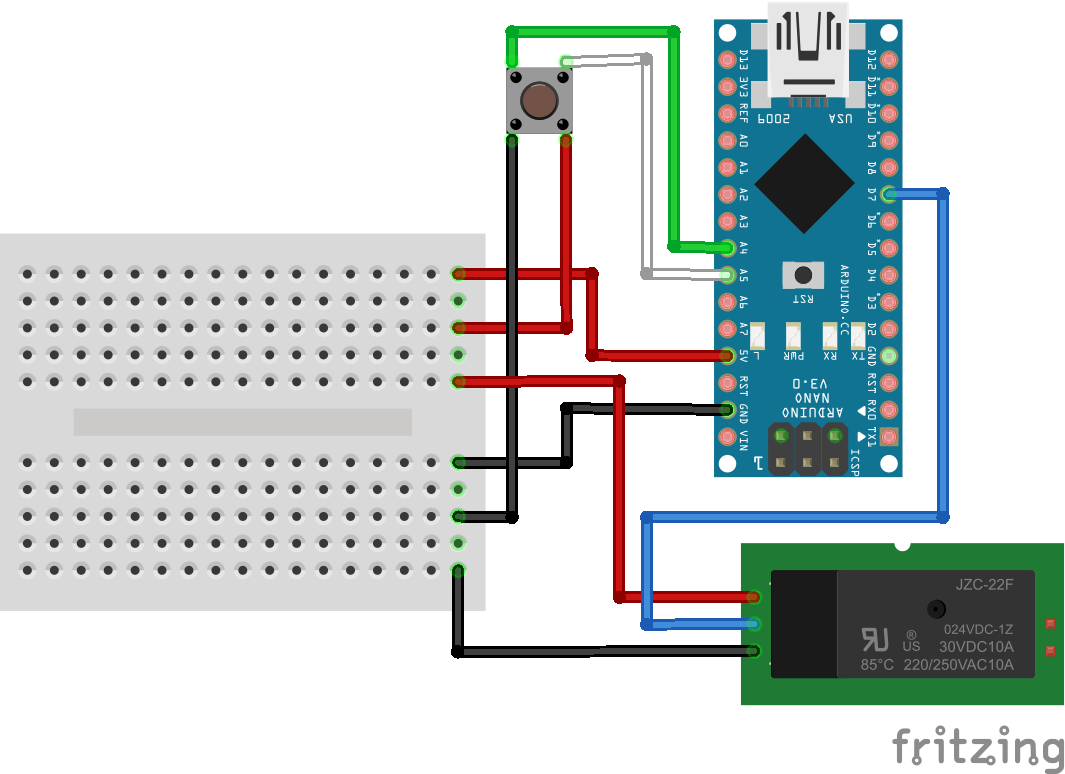 D13
3V3
REF
A0
A1
A2
A3
A4
A5
A6
A7
5V
RST
GND
VIN
2009
USA
D12
D11
D10
D9
D8
D7
D6
D5
D4
D3
D2
GND
RST
RX0
TX1
RST
ARDUINO.CC
L
PWR
RX
TX
ARDUINO
NANO
V3.0
1
ICSP
JZC-22F
024VDC-1Z
® US
30VDC10A
85°C 220/250VAC10A
fritzing